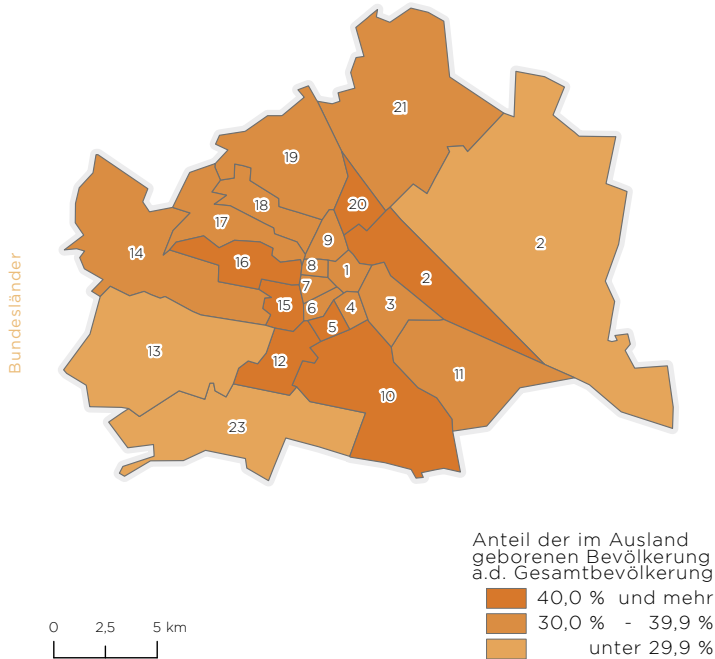 21
19
20
18
17
9
2
14
16
8
1
2
7
15
6
4
3
5
13
12
11
10
23
Bundesländer
Anteil der im Ausland
geborenen Bevölkerung
a.d. Gesamtbevölkerung
40,0 % und mehr
30,0 % - 39,9 %
unter 29,9 %
0 2,5 5 km